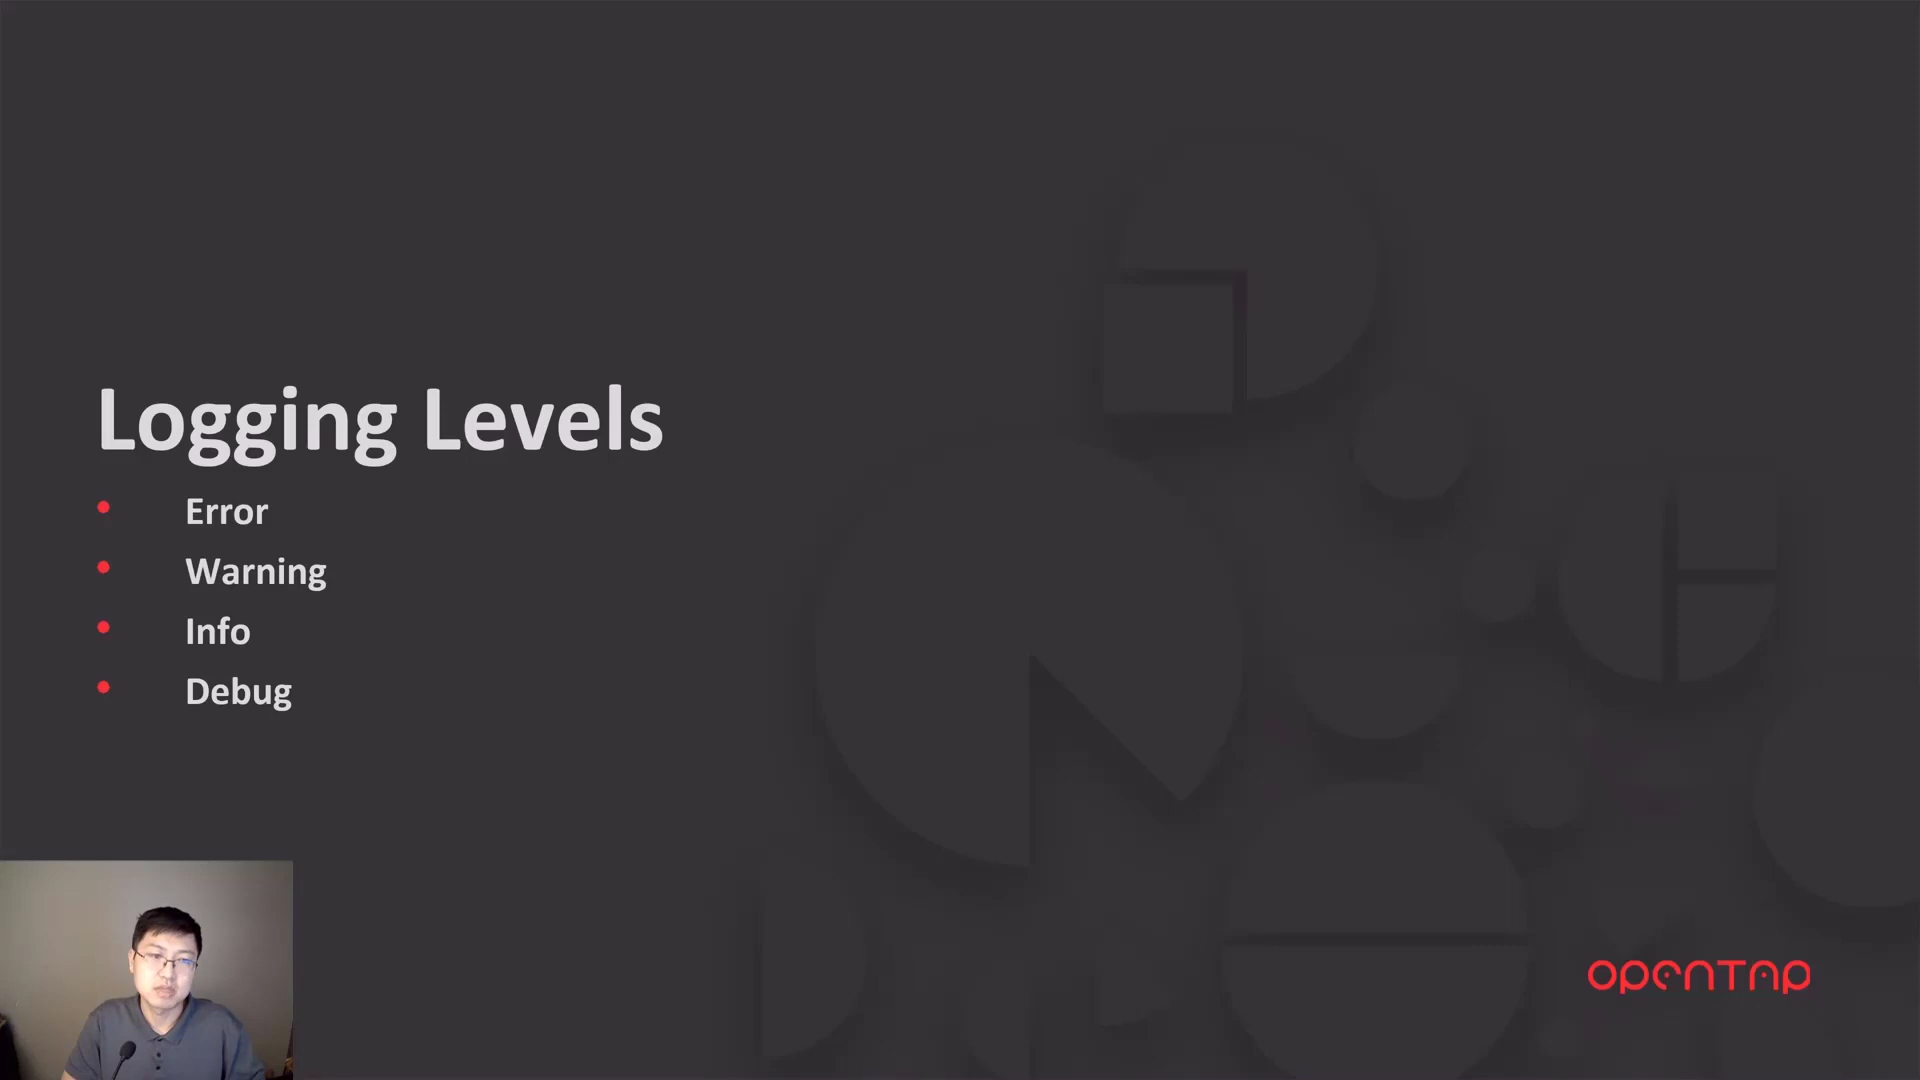 Logging Levels
• Error
• Warning
• Info
• Debug
OPENTAP